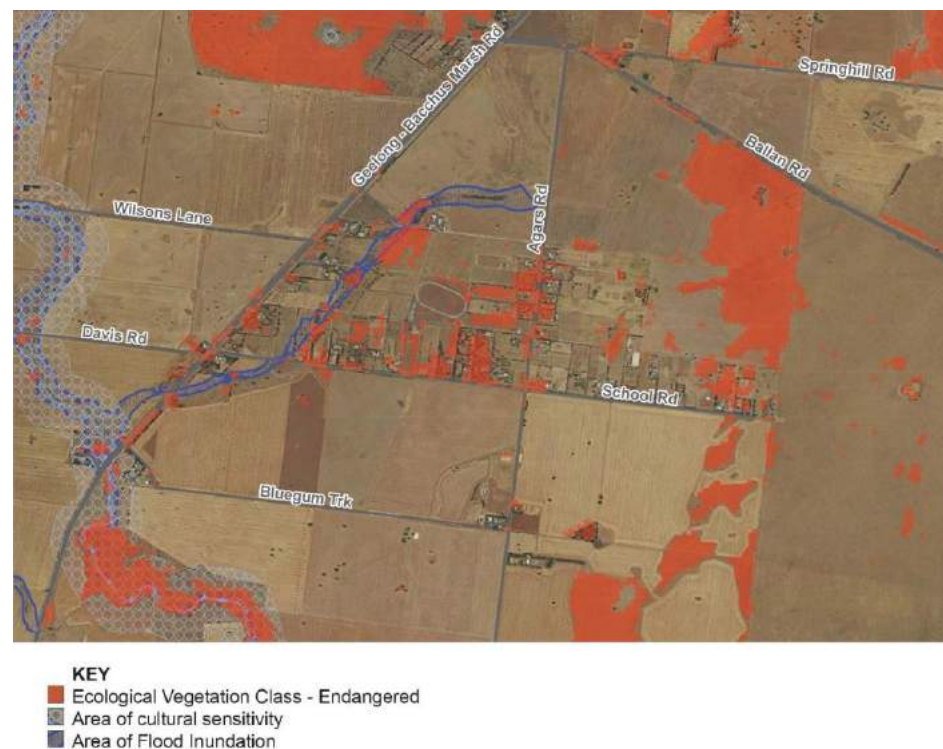 Springhill Rd
Geelong - Bacchus Marsh Rd
Ballan Rd
Wilsons Lane
Agars Rd
Davis Rd
School Rd
Bluegum Trk
KEY
Ecological Vegetation Class - Endangered
Area of cultural sensitivity
Area of Flood Inundation